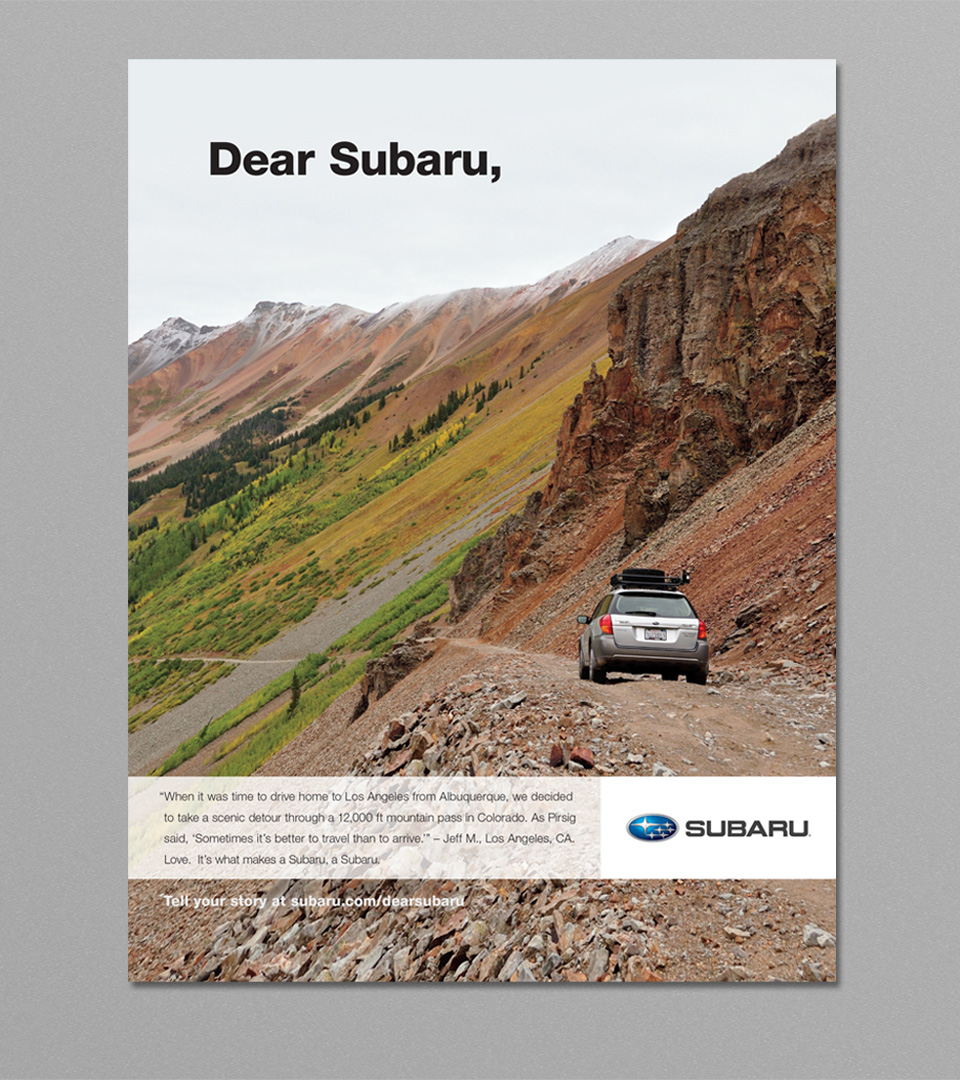 Dear Subaru,
“When it was time to drive home to Los Angeles from Albuquerque, we decided
to take a scenic detour through a 12,000 ft mountain pass in Colorado. As Pirsig
said, ‘Sometimes it’s better to travel than to arrive.’” – Jeff M., Los Angeles, CA.
Love.  It’s what makes a Subaru, a Subaru.
SUBARU
Tell your story at subaru.com/dearsubaru